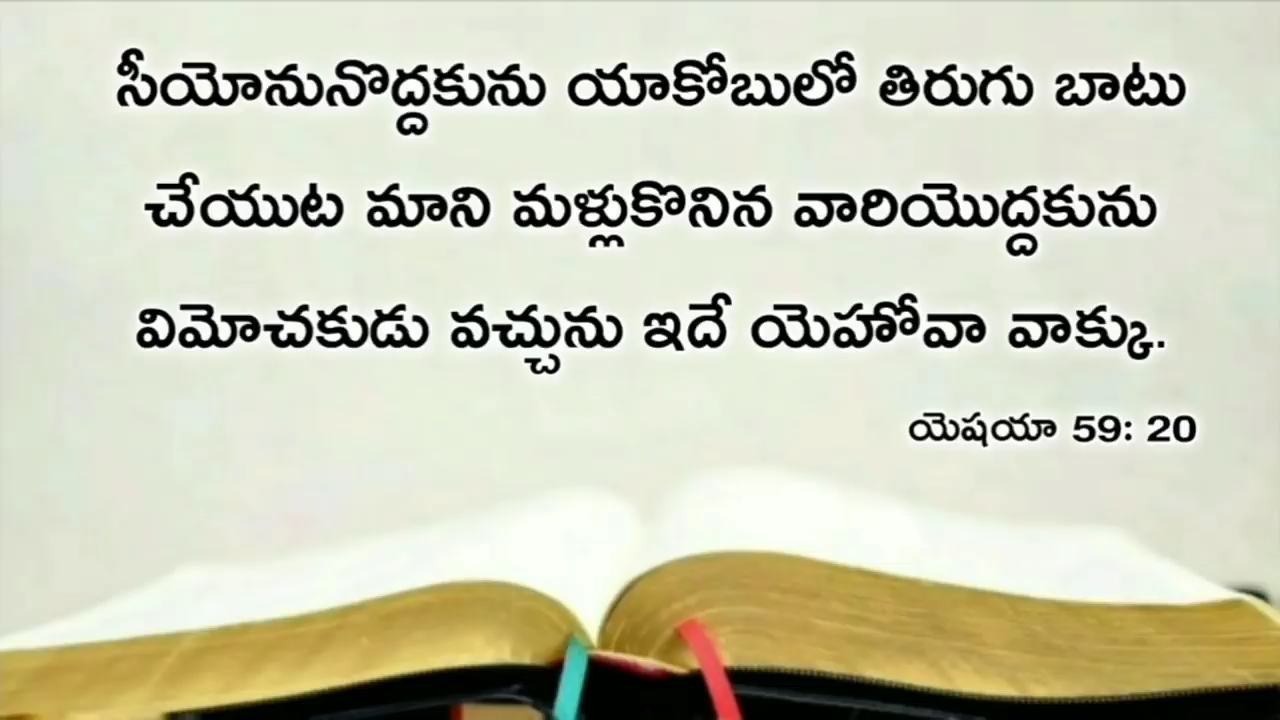 సీయోనునొద్దకును యాకోబులో తిరుగు బాటు
చేయుట మాని మళ్లుకొనిన వారియొద్దకును
విమోచకుడు వచ్చును ఇదే యెహోవా వాక్కు.
యెషయా 59: 20